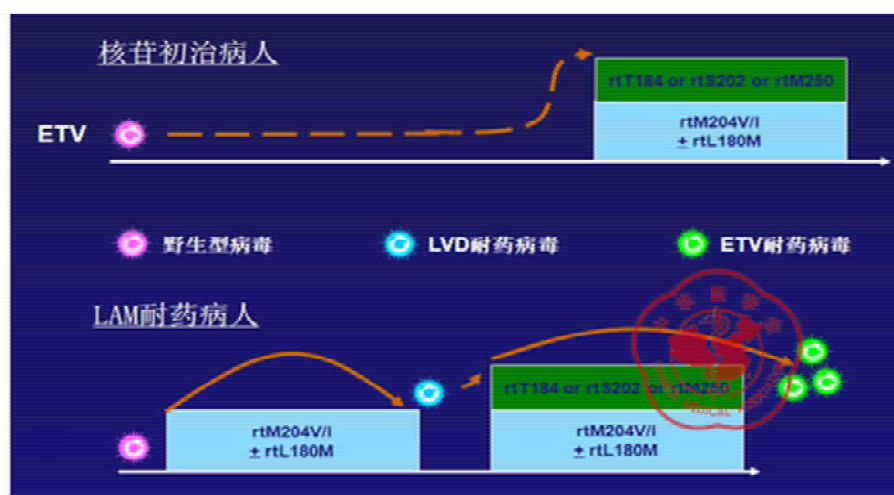 核苷初治病人
rtT184 or rtS202 or rtM250
ETV
rtM204V/I
± rtL180M
野生型病毒
LVD耐药病毒
ETV耐药病毒
LAM耐药病人
rtT184 or rtS202 or rtM250
rtM204V/I
± rtL180M
rtM204V/I
± rtL180M